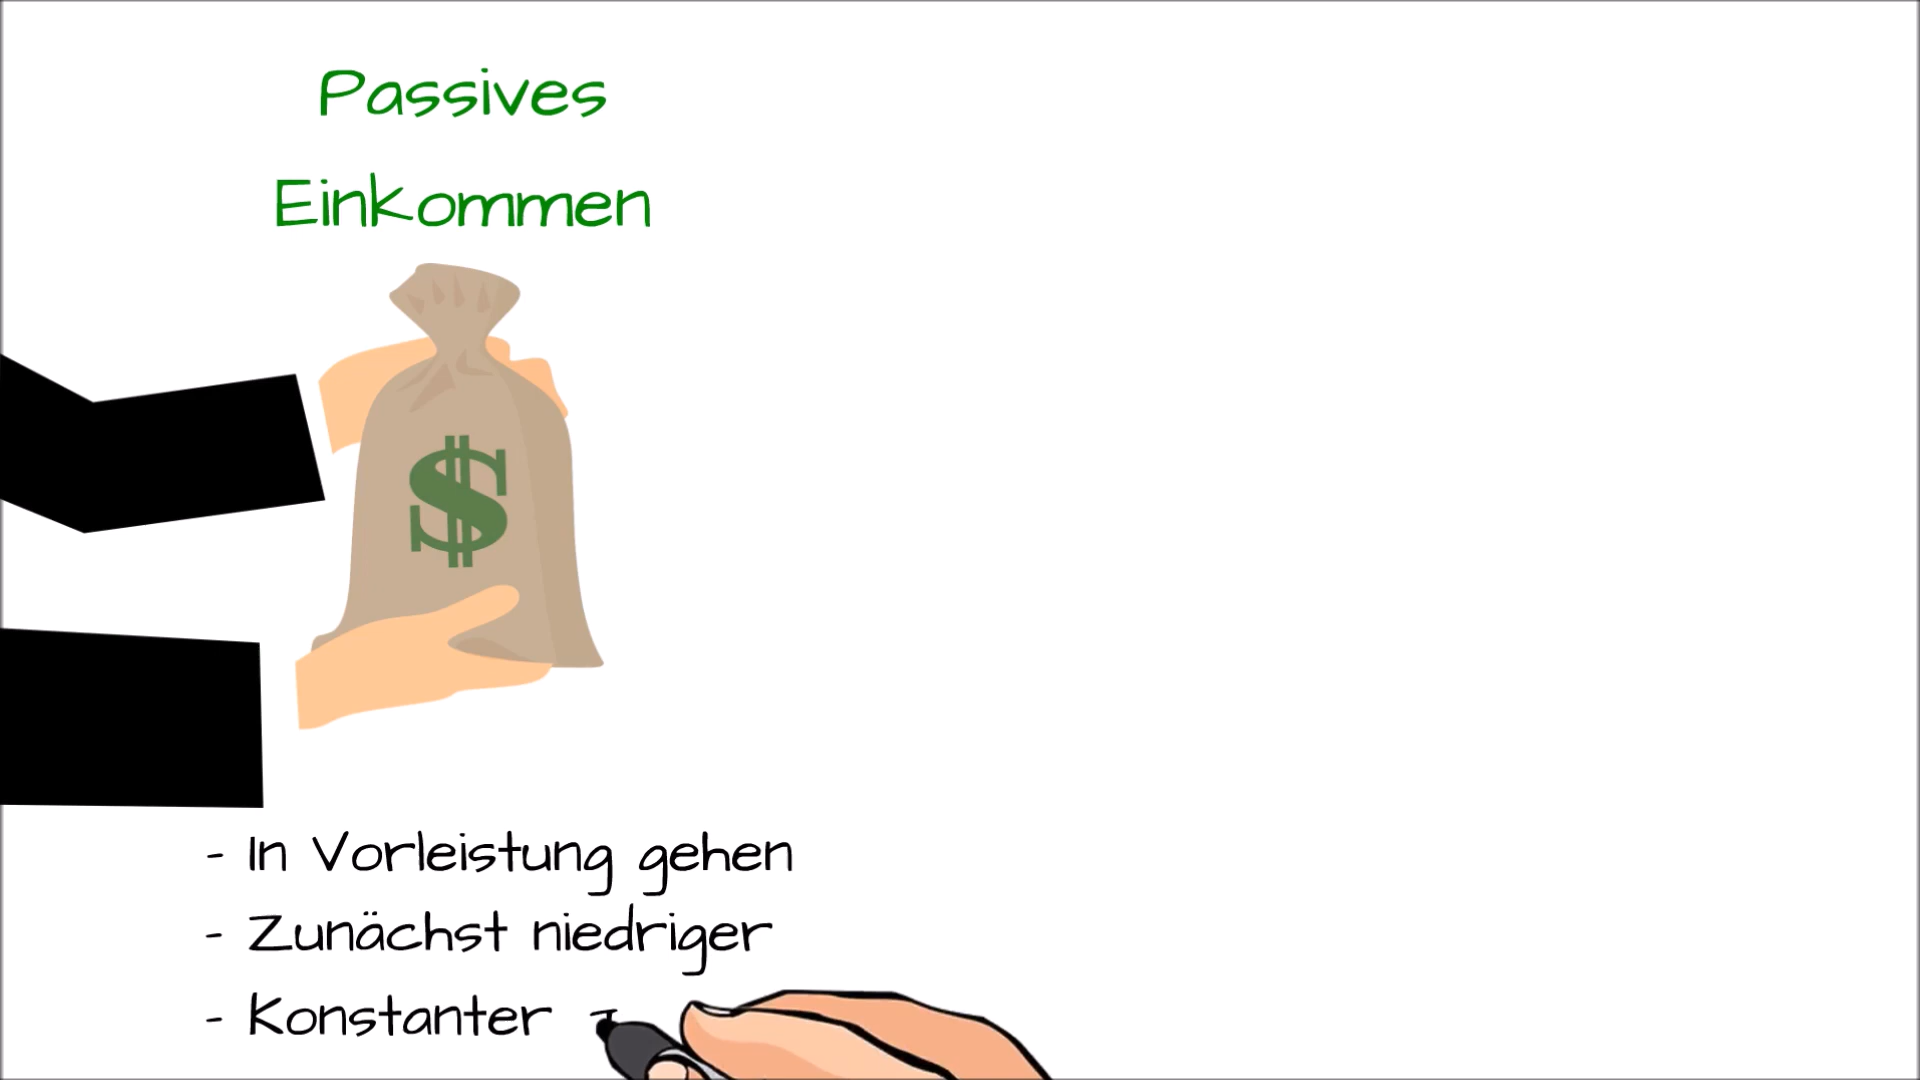 Passives
Einkommen
$
- In Vorleistung gehen
- Zunächst niedriger
- Konstanter